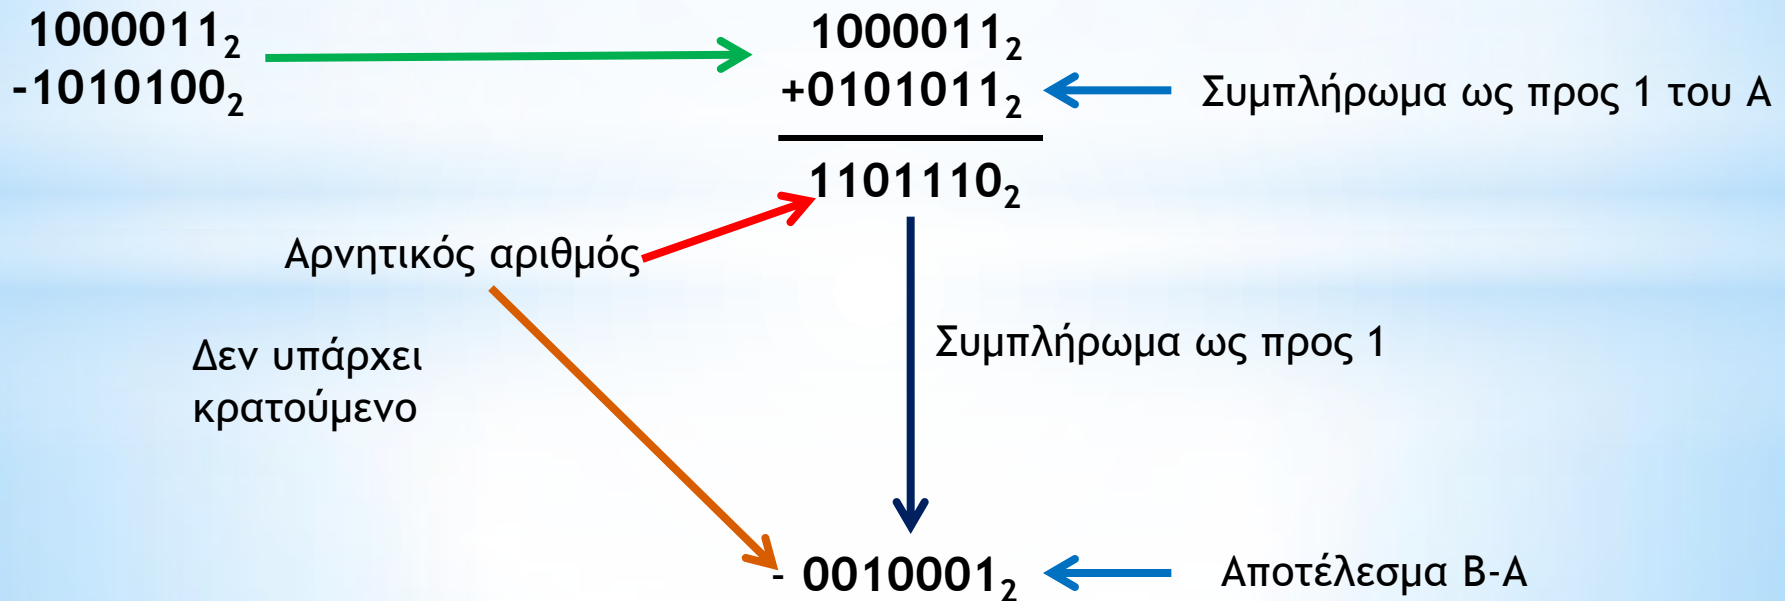 1000011₂ 1000011₂
-1010100₂ +0101011₂ Συμπλήρωμα ως προς 1 του Α
1101110₂
Αρνητικός αριθμός
Δεν υπάρχει
κρατούμενο
Συμπλήρωμα ως προς 1
- 0010001₂ Αποτέλεσμα Β-Α